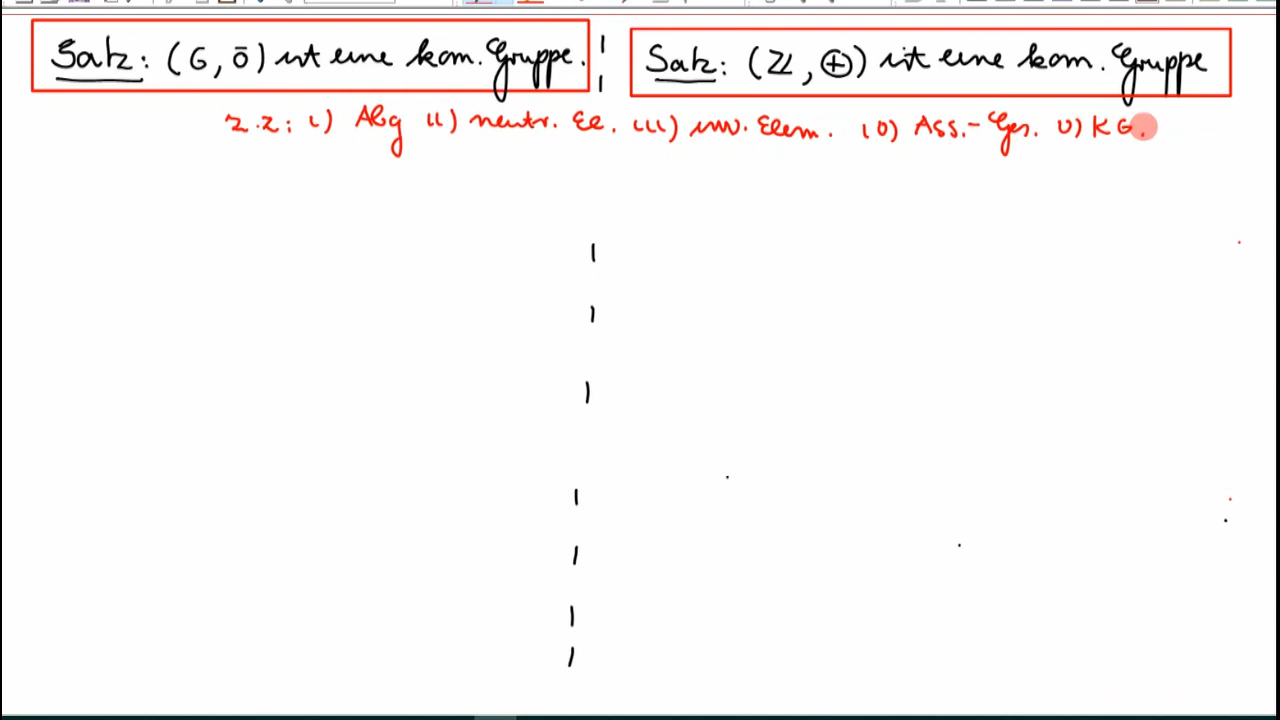 Satz: (G, ō) ist eine kom. Gruppe.
Satz: (ℤ, ⊕) ist eine kom. Gruppe
z.z: i) Abg ii) neutr. El. iii) inv. Elem. iv) Ass.-Ges. v) KG.